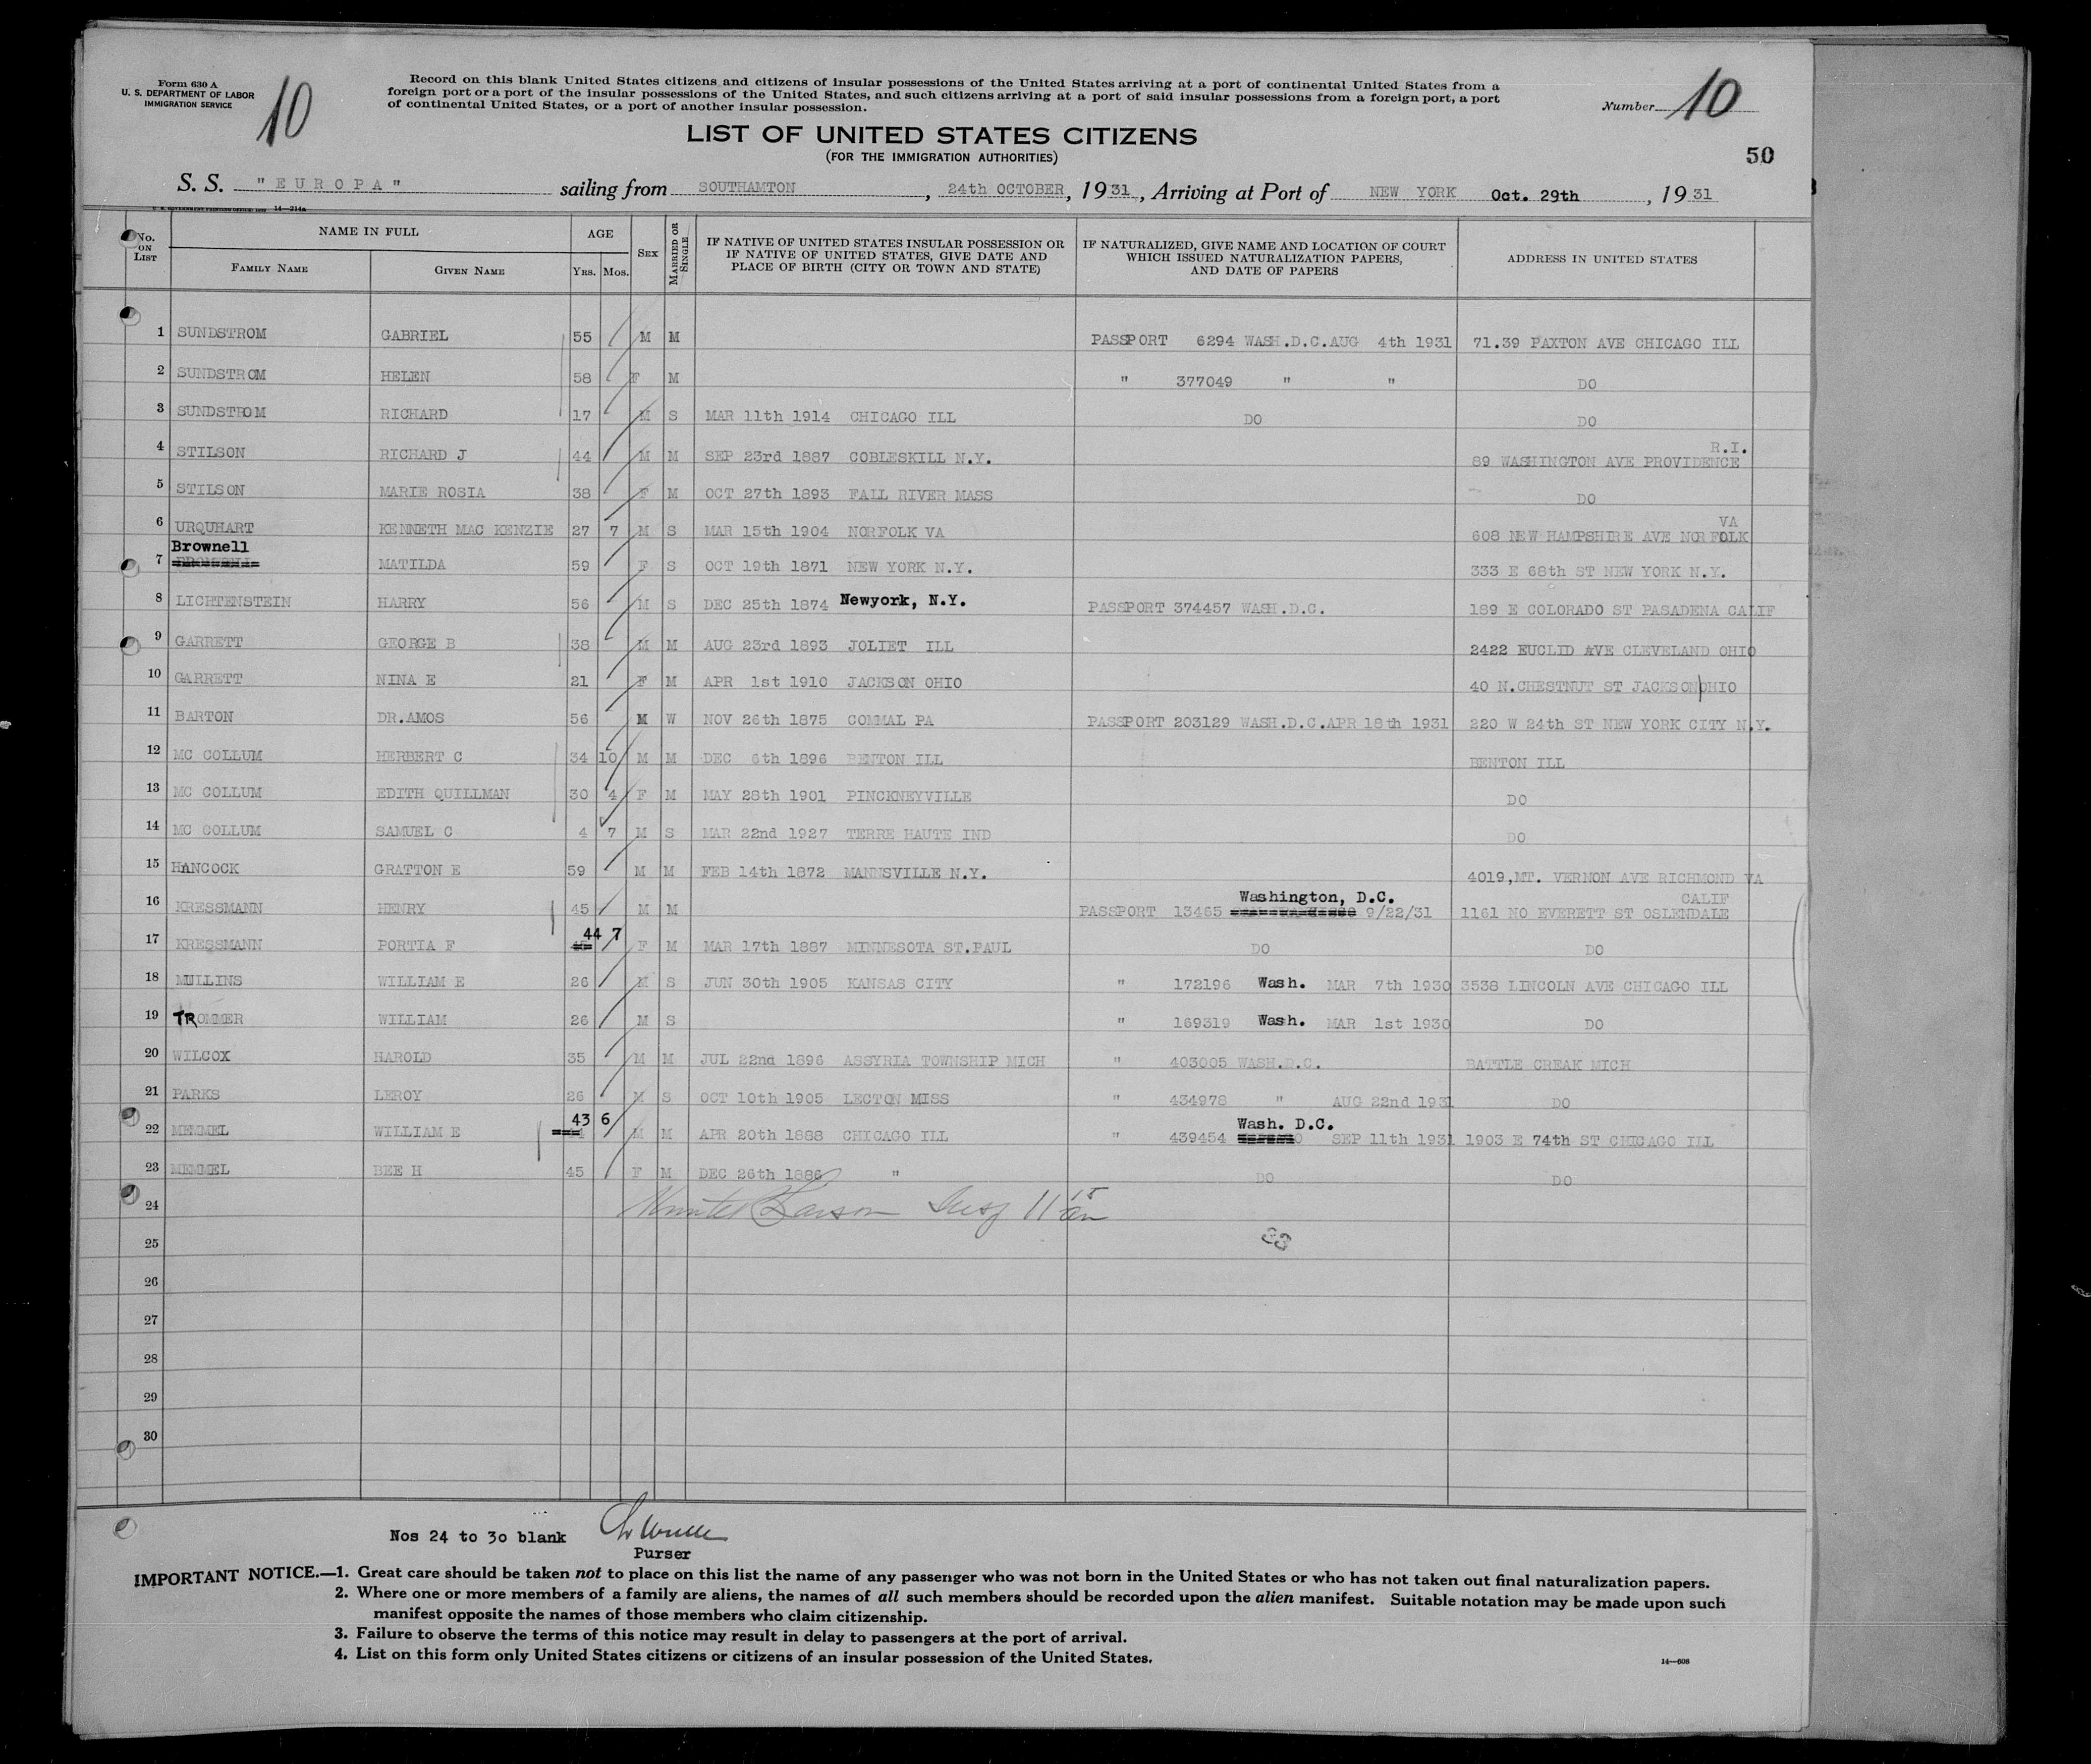 Form 630 A
U. S. DEPARTMENT OF LABOR
IMMIGRATION SERVICE
10
Record on this blank United States citizens and citizens of insular possessions of the United States arriving at a port of continental United States from a
foreign port or a port of the insular possessions of the United States, and such citizens arriving at a port of said insular possessions from a foreign port, a port
of continental United States, or a port of another insular possession.
Number 10
LIST OF UNITED STATES CITIZENS
(FOR THE IMMIGRATION AUTHORITIES)
50
S. S. "EUROPA" sailing from SOUTHAMTON, 24th OCTOBER, 1931, Arriving at Port of NEW YORK Oct. 29th, 1931
14—214a
No. ON LIST NAME IN FULL AGE SEX MARRIED OR SINGLE IF NATIVE OF UNITED STATES INSULAR POSSESSION OR IF NATIVE OF UNITED STATES, GIVE DATE AND PLACE OF BIRTH (CITY OR TOWN AND STATE) IF NATURALIZED, GIVE NAME AND LOCATION OF COURT WHICH ISSUED NATURALIZATION PAPERS, AND DATE OF PAPERS ADDRESS IN UNITED STATES
FAMILY NAME GIVEN NAME YRS. MOS.
1 SUNDSTROM GABRIEL 55 M M PASSPORT 6294 WASH.D.C.AUG 4th 1931 71.39 PAXTON AVE CHICAGO ILL
2 SUNDSTROM HELEN 58 F M " 377049 " " DO
3 SUNDSTROM RICHARD 17 M S MAR 11th 1914 CHICAGO ILL DO DO
4 STILSON RICHARD J 44 M M SEP 23rd 1887 COBLESKILL N.Y. 89 WASHINGTON AVE PROVIDENCE R.I.
5 STILSON MARIE ROSIA 38 F M OCT 27th 1893 FALL RIVER MASS DO
6 URQUHART KENNETH MAC KENZIE 27 7 M S MAR 15th 1904 NORFOLK VA 608 NEW HAMPSHIRE AVE NORFOLK VA
7 Brownell MATILDA 59 F S OCT 19th 1871 NEW YORK N.Y. 333 E 68th ST NEW YORK N.Y.
8 LICHTENSTEIN HARRY 56 M S DEC 25th 1874 Newyork, N.Y. PASSPORT 374457 WASH.D.C. 189 E COLORADO ST PASADENA CALIF
9 GARRETT GEORGE B 38 M M AUG 23rd 1893 JOLIET ILL 2422 EUCLID AVE CLEVELAND OHIO
10 GARRETT NINA E 21 F M APR 1st 1910 JACKSON OHIO 40 N.CHESTNUT ST JACKSON OHIO
11 BARTON DR.AMOS 56 M W NOV 26th 1875 COMMAL PA PASSPORT 203129 WASH.D.C.APR 18th 1931 220 W 24th ST NEW YORK CITY N.Y.
12 MC COLLUM HERBERT C 34 10 M M DEC 6th 1896 BENTON ILL BENTON ILL
13 MC COLLUM EDITH QUILLMAN 30 4 F M MAY 28th 1901 PINCKNEYVILLE DO
14 MC COLLUM SAMUEL C 4 7 M S MAR 22nd 1927 TERRE HAUTE IND DO
15 HANCOCK GRATTON E 59 M M FEB 14th 1872 MANNSVILLE N.Y. 4019,MT. VERNON AVE RICHMOND VA
16 KRESSMANN HENRY 45 M M PASSPORT 13465 Washington, D.C. 9/22/31 1161 NO EVERETT ST OSLENDALE CALIF
17 KRESSMANN PORTIA F 44 7 F M MAR 17th 1887 MINNESOTA ST.PAUL DO DO
18 MULLINS WILLIAM E 26 M S JUN 30th 1905 KANSAS CITY " 172196 Wash. MAR 7th 1930 3538 LINCOLN AVE CHICAGO ILL
19 TROMMER WILLIAM 26 M S " 169319 Wash. MAR 1st 1930 DO
20 WILCOX HAROLD 35 M M JUL 22nd 1896 ASSYRIA TOWNSHIP MICH " 403005 WASH.D.C. BATTLE CREAK MICH
21 PARKS LEROY 26 M S OCT 10th 1905 LECTON MISS " 434978 " AUG 22nd 1931 DO
22 MEMMEL WILLIAM E 43 6 M M APR 20th 1888 CHICAGO ILL " 439454 Wash. D.C. SEP 11th 1931 1903 E 74th ST CHICAGO ILL
23 MEMMEL BEE H 45 F M DEC 26th 1886 " DO DO
24
25
26
27
28
29
30
Nos 24 to 30 blank
Purser
IMPORTANT NOTICE.—1. Great care should be taken not to place on this list the name of any passenger who was not born in the United States or who has not taken out final naturalization papers.
2. Where one or more members of a family are aliens, the names of all such members should be recorded upon the alien manifest. Suitable notation may be made upon such
manifest opposite the names of those members who claim citizenship.
3. Failure to observe the terms of this notice may result in delay to passengers at the port of arrival.
4. List on this form only United States citizens or citizens of an insular possession of the United States.
14—608